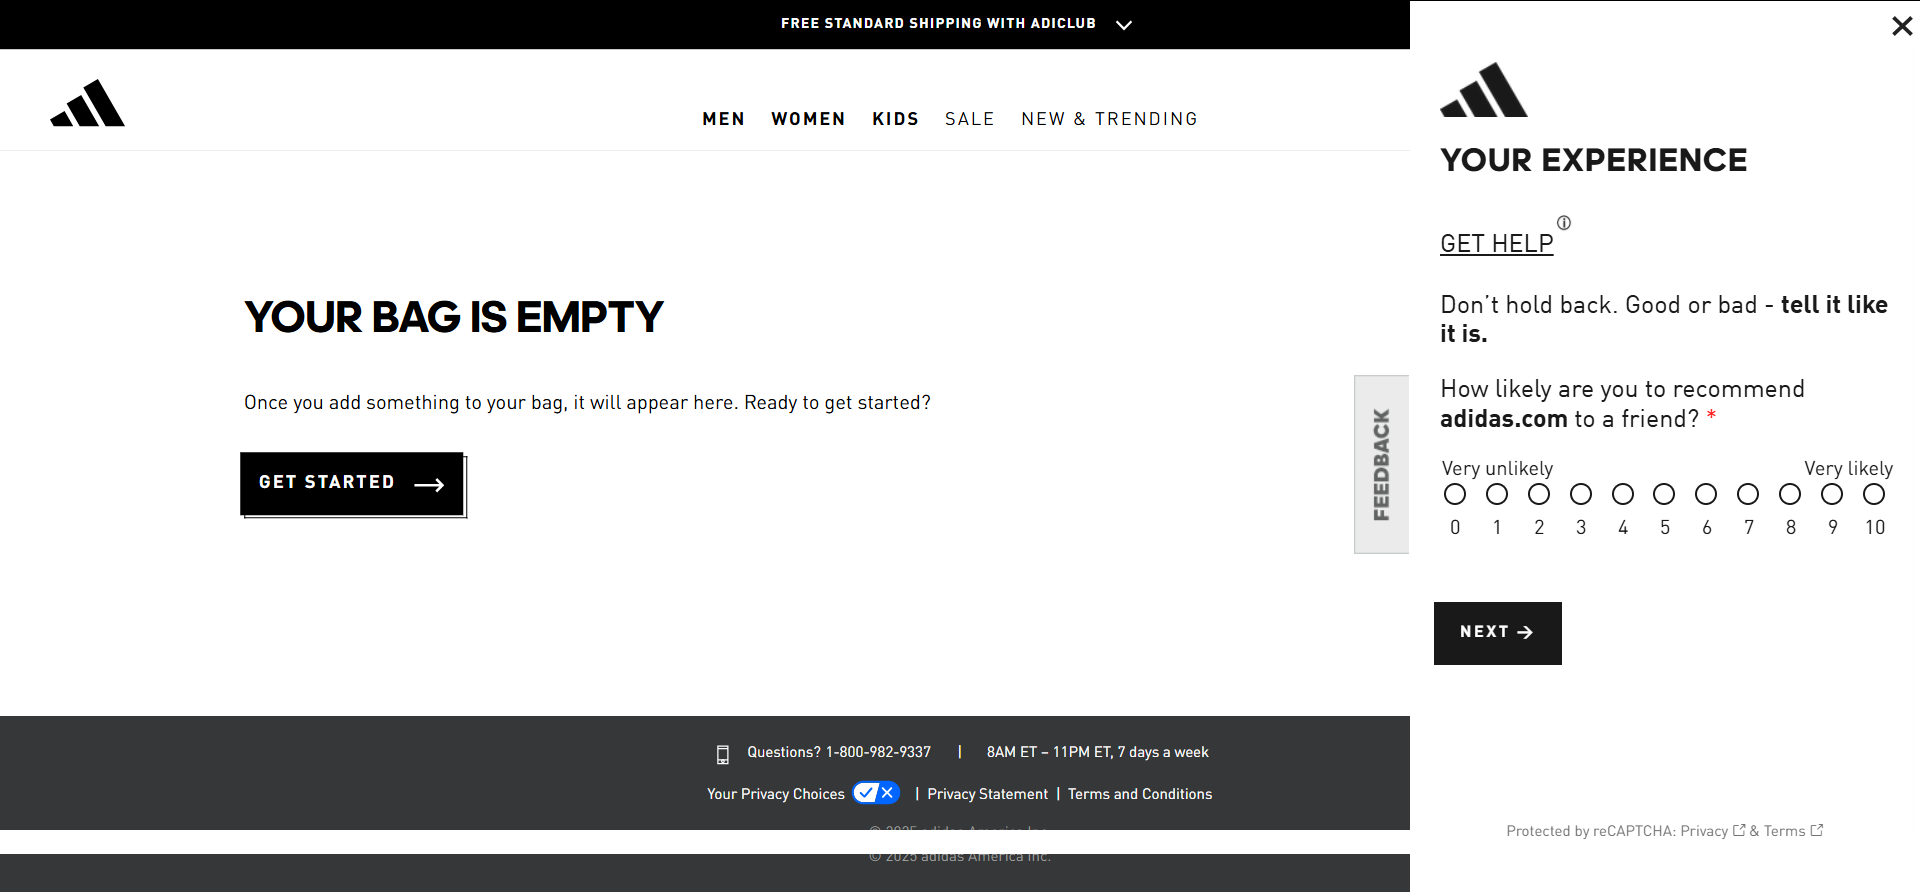 FREE STANDARD SHIPPING WITH ADICLUB
MEN WOMEN KIDS SALE NEW & TRENDING
YOUR BAG IS EMPTY
Once you add something to your bag, it will appear here. Ready to get started?
GET STARTED
FEEDBACK
Questions? 1-800-982-9337 | 8AM ET – 11PM ET, 7 days a week
Your Privacy Choices | Privacy Statement | Terms and Conditions
© 2025 adidas America Inc.
© 2025 adidas America Inc.
YOUR EXPERIENCE
GET HELP
Don’t hold back. Good or bad - tell it like
it is.
How likely are you to recommend
adidas.com to a friend? *
Very unlikely Very likely
0 1 2 3 4 5 6 7 8 9 10
NEXT
Protected by reCAPTCHA: Privacy & Terms